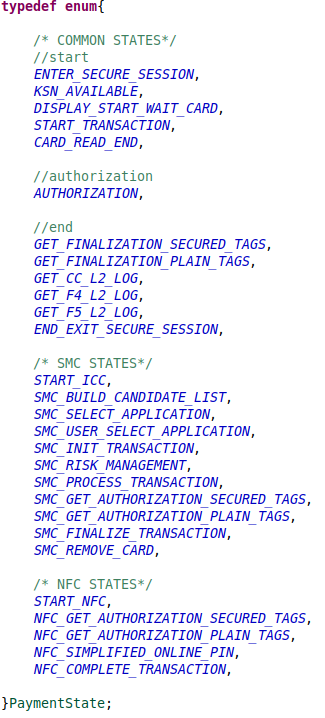 typedef enum{
/* COMMON STATES*/
//start
ENTER_SECURE_SESSION,
KSN_AVAILABLE,
DISPLAY_START_WAIT_CARD,
START_TRANSACTION,
CARD_READ_END,
//authorization
AUTHORIZATION,
//end
GET_FINALIZATION_SECURED_TAGS,
GET_FINALIZATION_PLAIN_TAGS,
GET_CC_L2_LOG,
GET_F4_L2_LOG,
GET_F5_L2_LOG,
END_EXIT_SECURE_SESSION,
/* SMC STATES*/
START_ICC,
SMC_BUILD_CANDIDATE_LIST,
SMC_SELECT_APPLICATION,
SMC_USER_SELECT_APPLICATION,
SMC_INIT_TRANSACTION,
SMC_RISK_MANAGEMENT,
SMC_PROCESS_TRANSACTION,
SMC_GET_AUTHORIZATION_SECURED_TAGS,
SMC_GET_AUTHORIZATION_PLAIN_TAGS,
SMC_FINALIZE_TRANSACTION,
SMC_REMOVE_CARD,
/* NFC STATES*/
START_NFC,
NFC_GET_AUTHORIZATION_SECURED_TAGS,
NFC_GET_AUTHORIZATION_PLAIN_TAGS,
NFC_SIMPLIFIED_ONLINE_PIN,
NFC_COMPLETE_TRANSACTION,
}PaymentState;